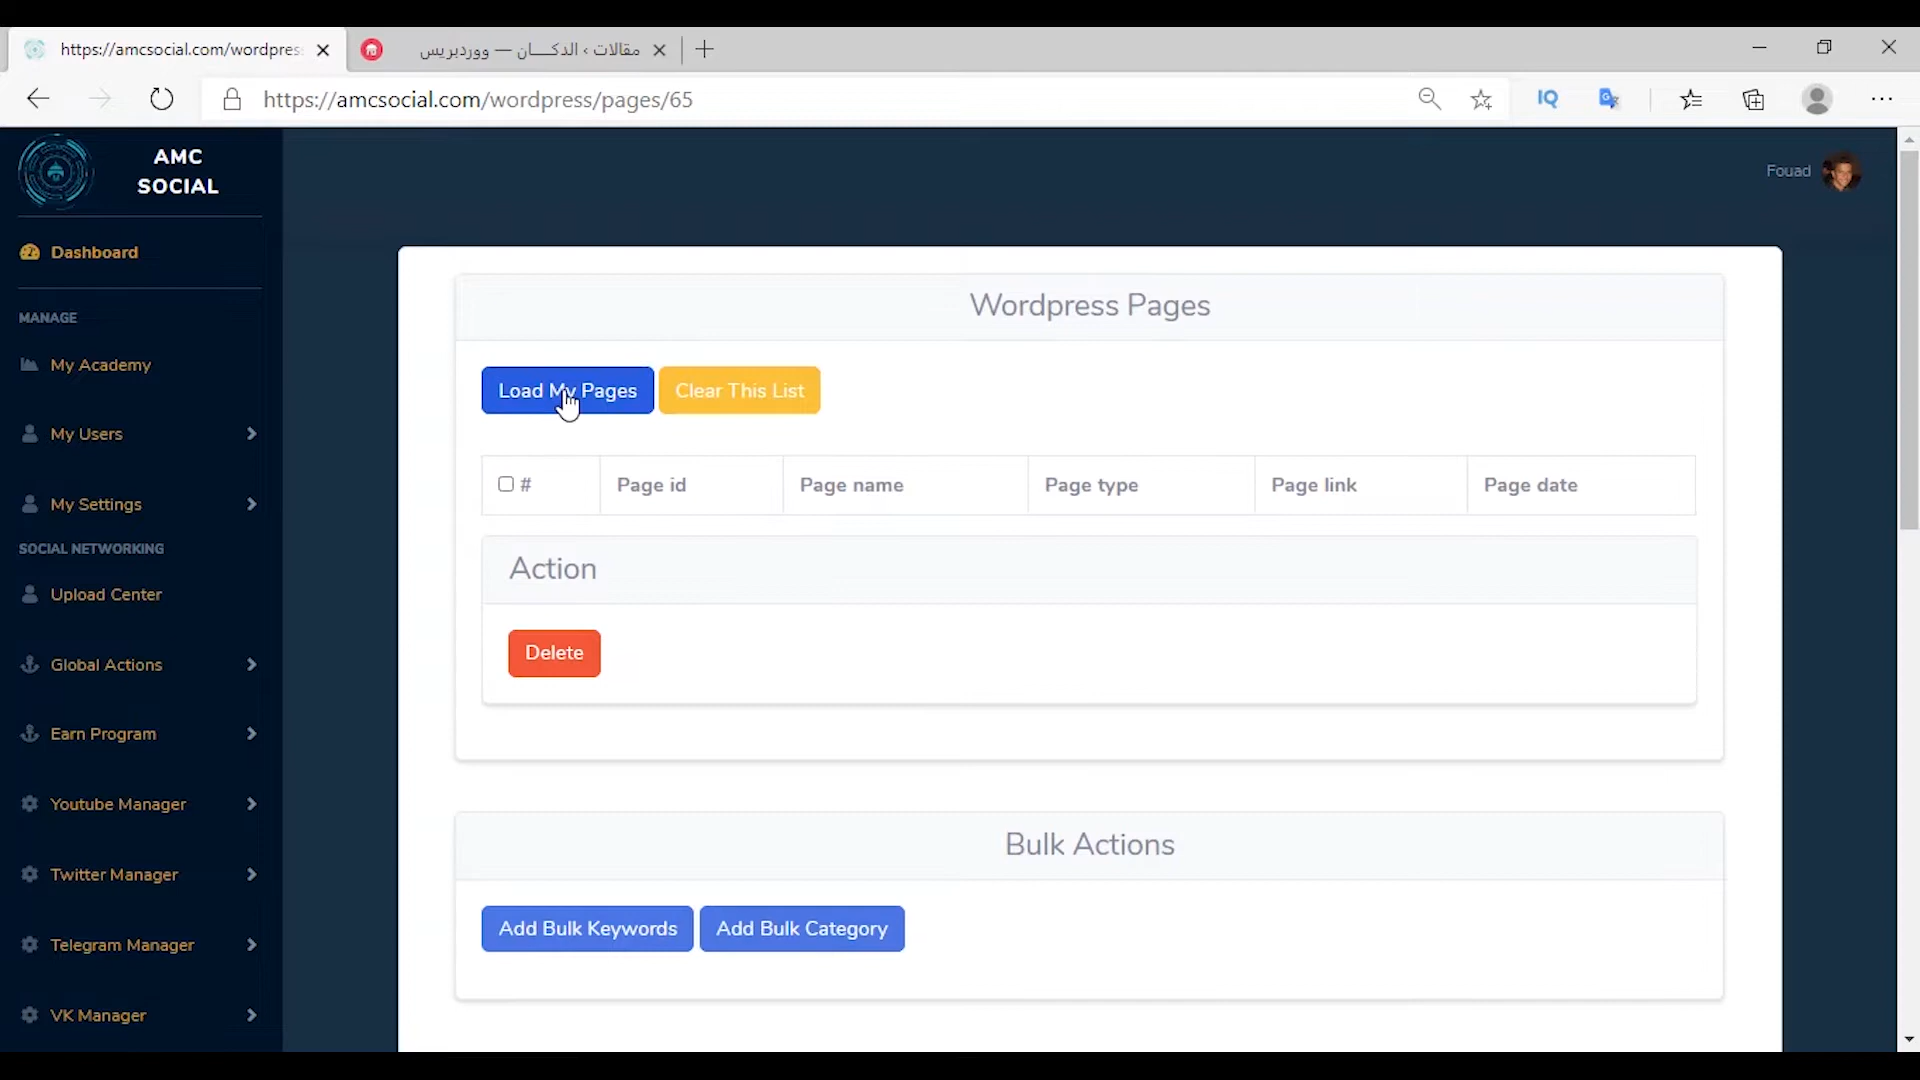 https://amcsocial.com/wordpres
مقالات ‹ الدكـــان — ووردبريس
https://amcsocial.com/wordpress/pages/65
IQ
AMC
SOCIAL
Fouad
Dashboard
MANAGE
My Academy
My Users
My Settings
SOCIAL NETWORKING
Upload Center
Global Actions
Earn Program
Youtube Manager
Twitter Manager
Telegram Manager
VK Manager
Wordpress Pages
Load My Pages Clear This List
# Page id Page name Page type Page link Page date
Action
Delete
Bulk Actions
Add Bulk Keywords Add Bulk Category